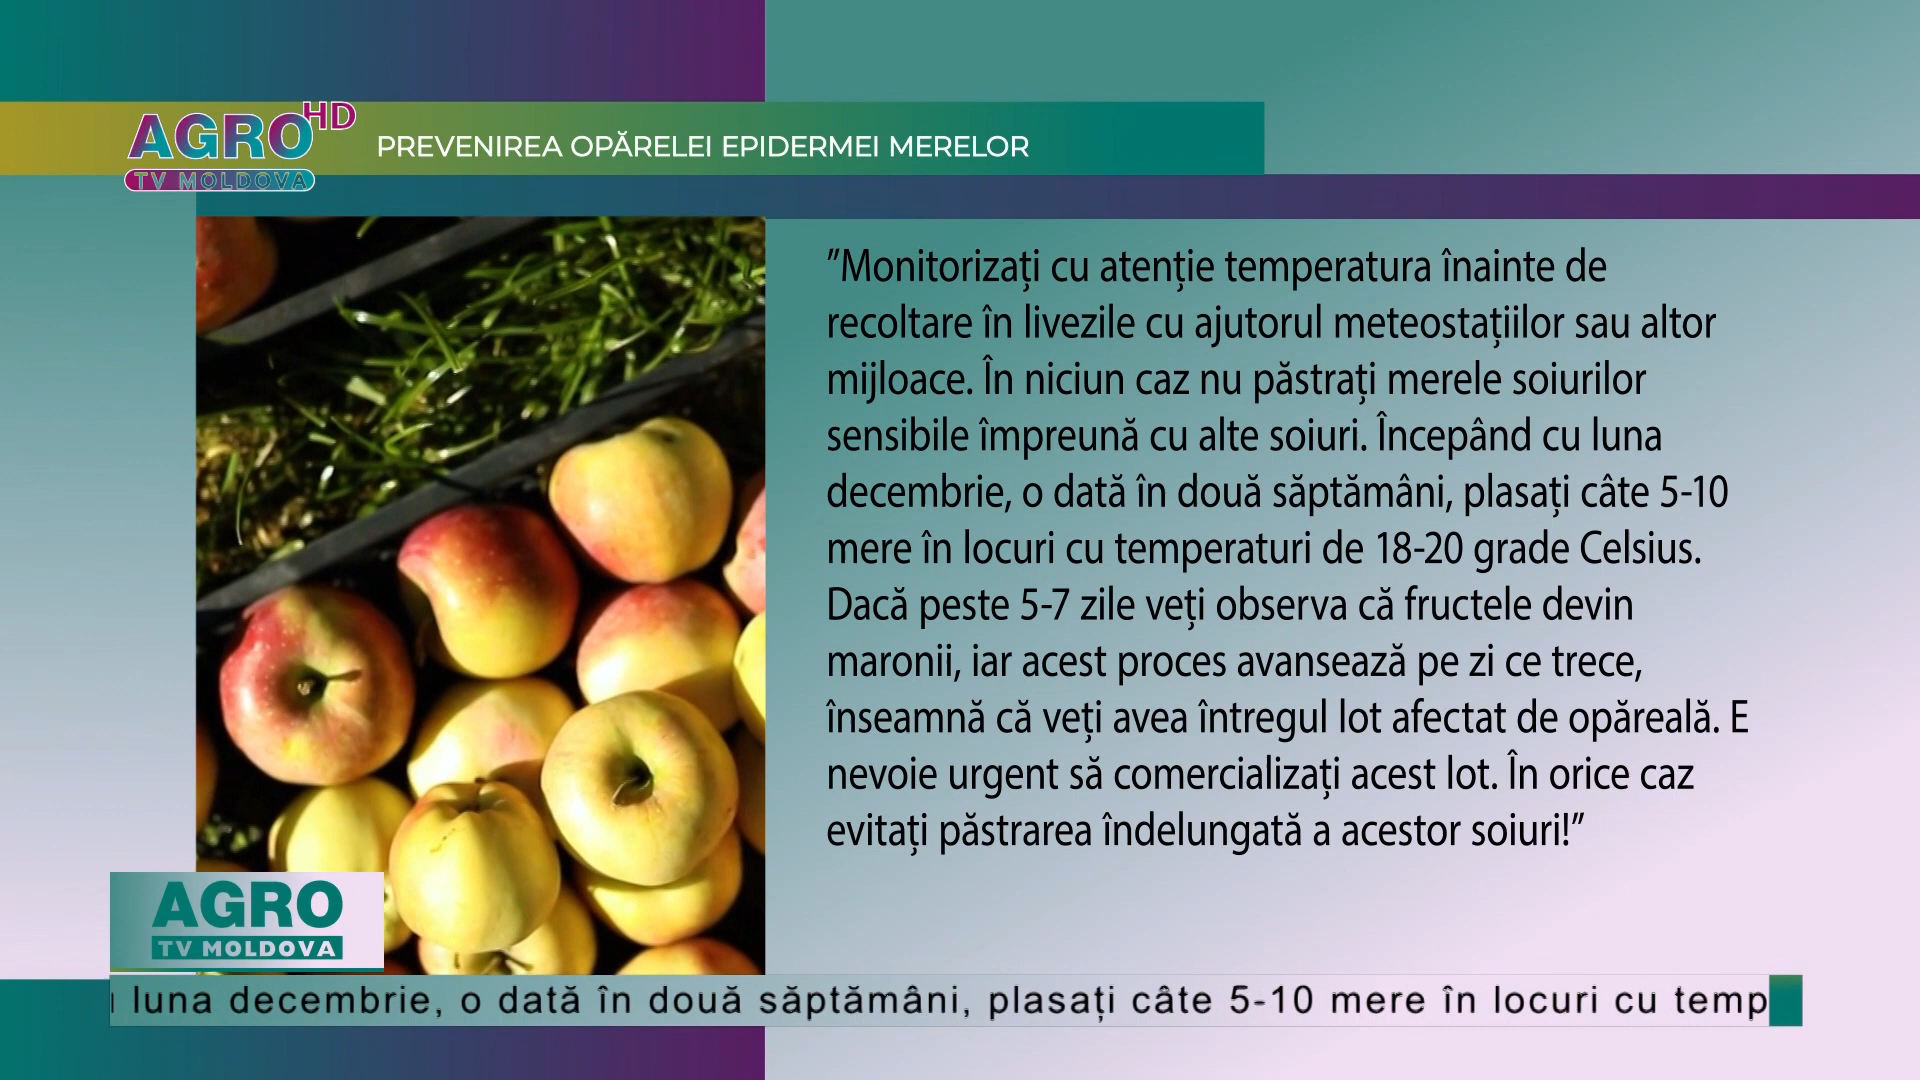 AGRO HD
TV MOLDOVA
PREVENIREA OPĂRELEI EPIDERMEI MERELOR
”Monitorizați cu atenție temperatura înainte de
recoltare în livezile cu ajutorul meteostațiilor sau altor
mijloace. În niciun caz nu păstrați merele soiurilor
sensibile împreună cu alte soiuri. Începând cu luna
decembrie, o dată în două săptămâni, plasați câte 5-10
mere în locuri cu temperaturi de 18-20 grade Celsius.
Dacă peste 5-7 zile veți observa că fructele devin
maronii, iar acest proces avansează pe zi ce trece,
înseamnă că veți avea întregul lot afectat de opăreală. E
nevoie urgent să comercializați acest lot. În orice caz
evitați păstrarea îndelungată a acestor soiuri!”
AGRO
TV MOLDOVA
luna decembrie, o dată în două săptămâni, plasați câte 5-10 mere în locuri cu temp